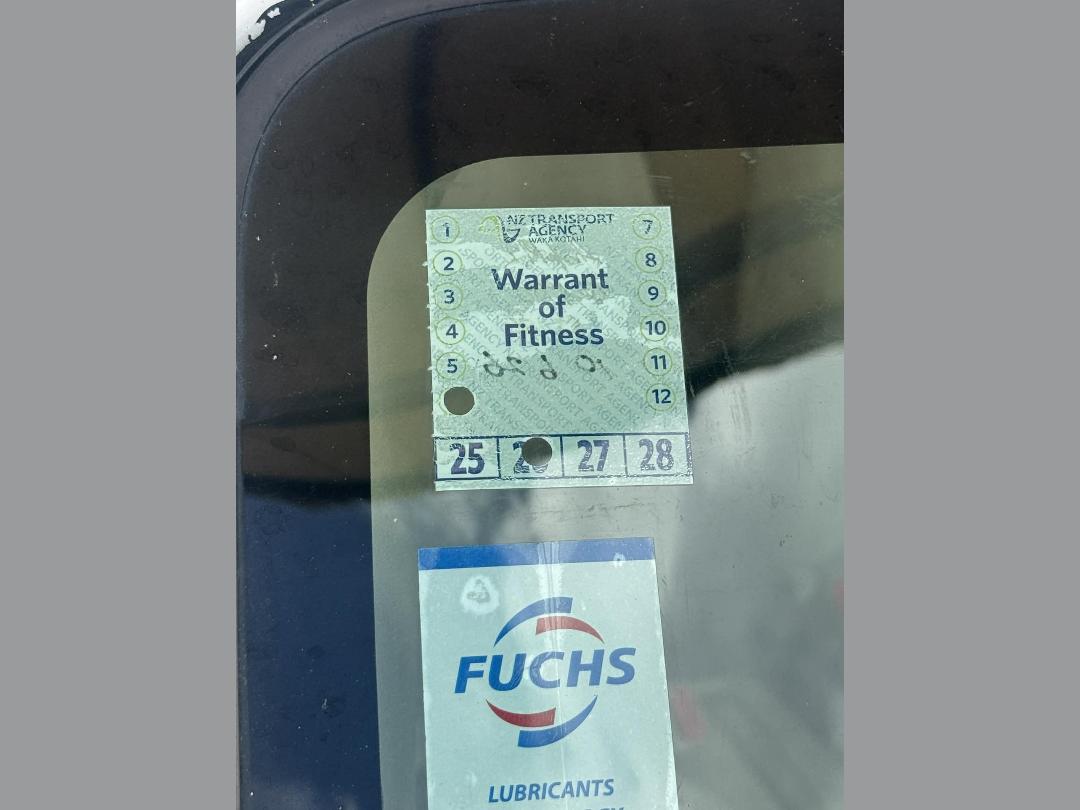 NZ TRANSPORT
AGENCY
WAKA KOTAHI
1 7
2 8
3 9
4 10
5 11
12
Warrant
of
Fitness
25 26 27 28
FUCHS
LUBRICANTS